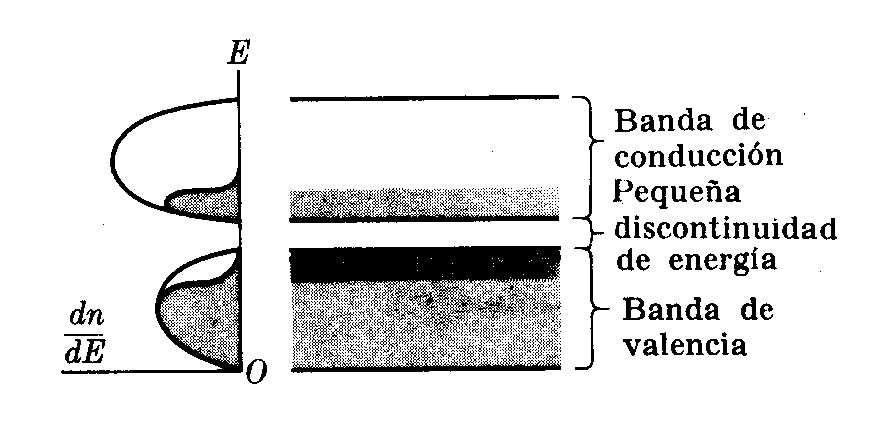 E
Banda de
conducción
Pequeña
discontinuidad
de energía
Banda de
valencia
dn
dE
O